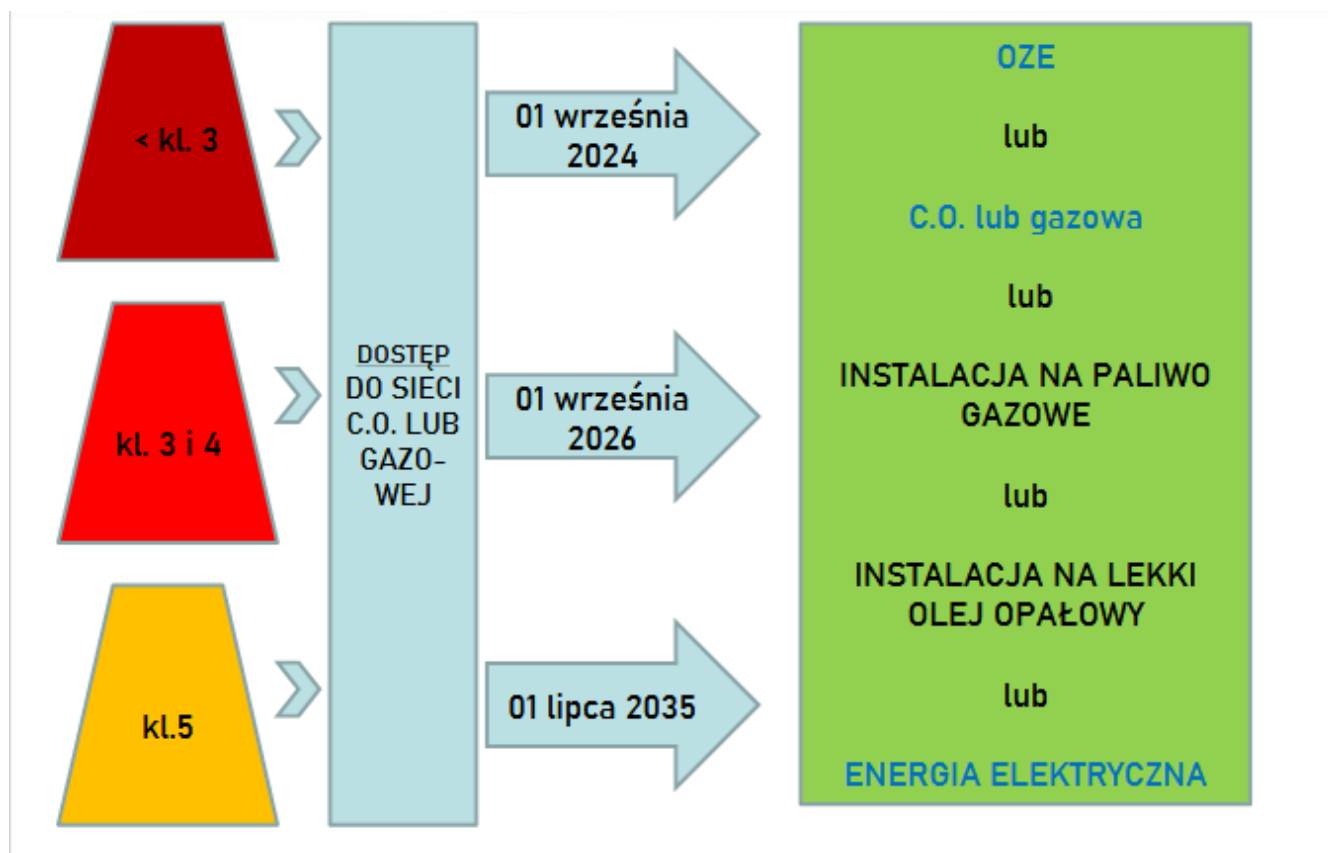 < kl. 3
kl. 3 i 4
kl.5
DOSTĘP
DO SIECI
C.O. LUB
GAZO-
WEJ
01 września
2024
01 września
2026
01 lipca 2035
OZE
lub
C.O. lub gazowa
lub
INSTALACJA NA PALIWO
GAZOWE
lub
INSTALACJA NA LEKKI
OLEJ OPAŁOWY
lub
ENERGIA ELEKTRYCZNA